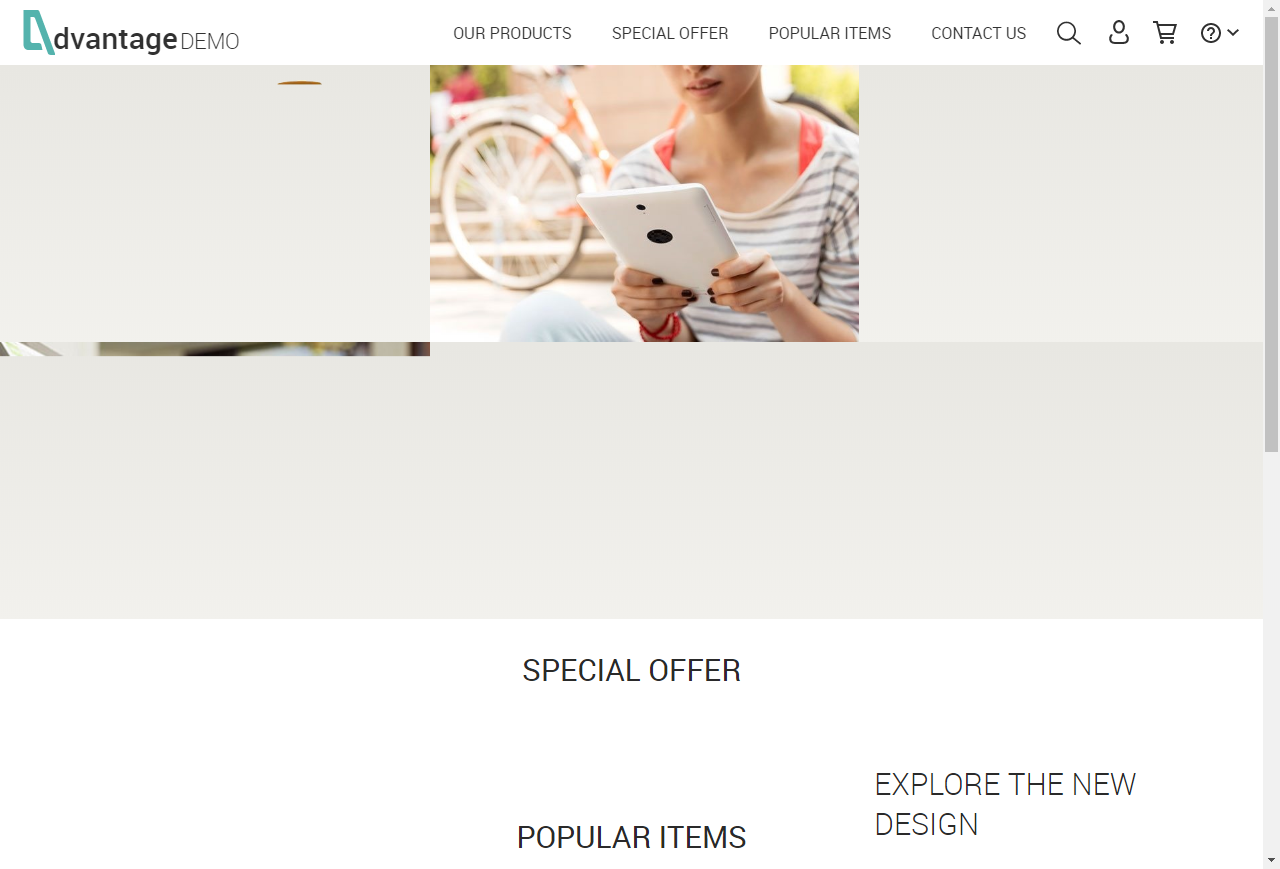 dvantage DEMO
OUR PRODUCTS
SPECIAL OFFER
POPULAR ITEMS
CONTACT US
SPECIAL OFFER
EXPLORE THE NEW
DESIGN
POPULAR ITEMS